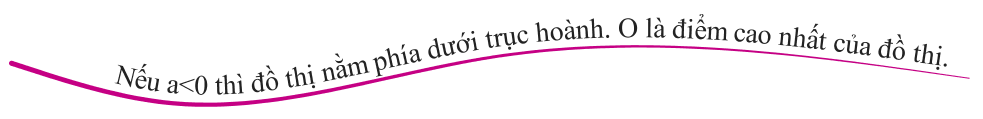 Nếu a<0 thì đồ thị nằm phía dưới trục hoành. O là điểm cao nhất của đồ thị.